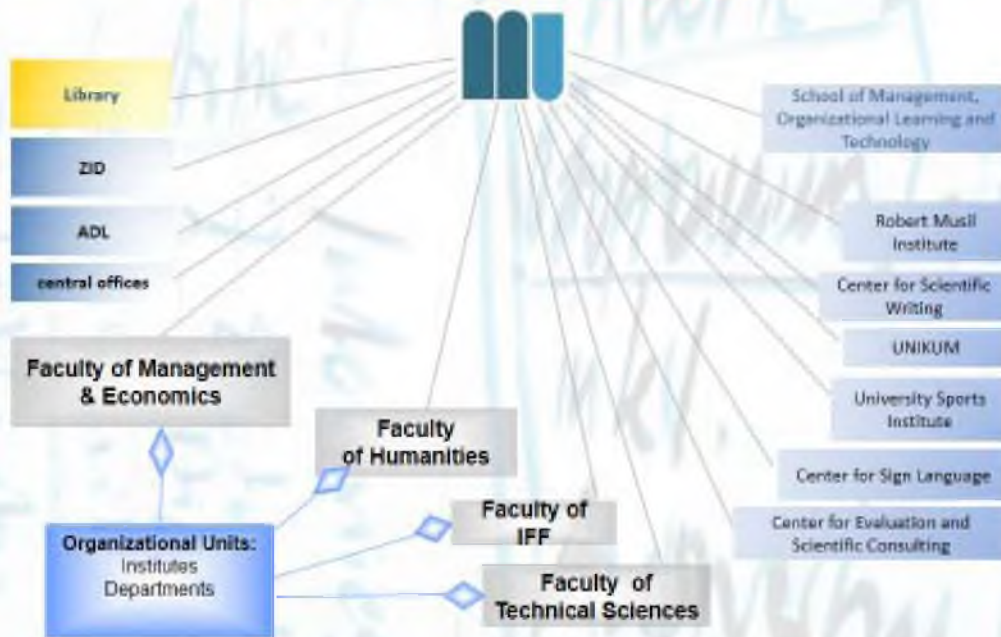 Library
ZID
ADL
central offices
Faculty of Management
& Economics
Faculty
of Humanities
Faculty of
IFF
Faculty of
Technical Sciences
Organizational Units:
Institutes
Departments
School of Management,
Organizational Learning and
Technology
Robert Musil
Institute
Center for Scientific
Writing
UNIKUM
University Sports
Institute
Center for Sign Language
Center for Evaluation and
Scientific Consulting